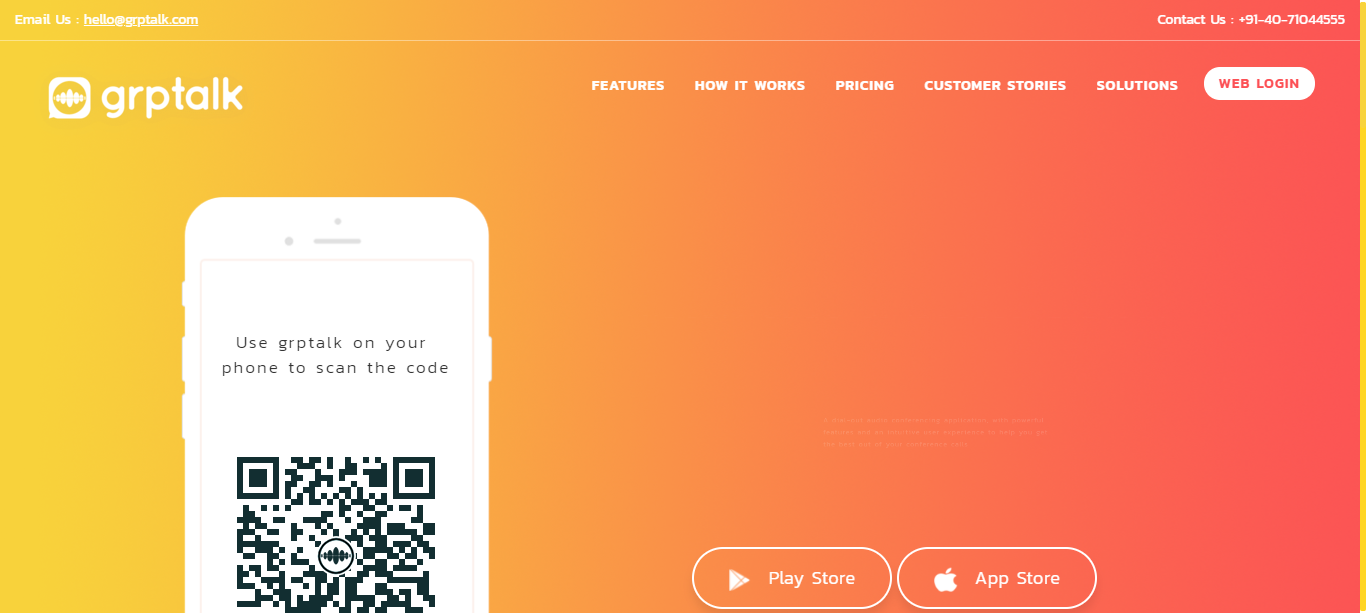 Email Us : hello@grptalk.com
Contact Us : +91-40-71044555
grptalk
FEATURES
HOW IT WORKS
PRICING
CUSTOMER STORIES
SOLUTIONS
WEB LOGIN
Use grptalk on your
phone to scan the code
Play Store
App Store